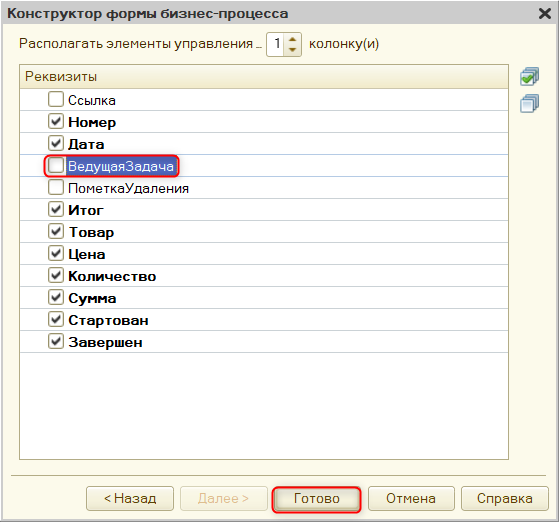 Конструктор формы бизнес-процесса
Располагать элементы управления .. 1 колонку(и)
Реквизиты
Ссылка
Номер
Дата
ВедущаяЗадача
ПометкаУдаления
Итог
Товар
Цена
Количество
Сумма
Стартован
Завершен
< Назад Далее > Готово Отмена Справка